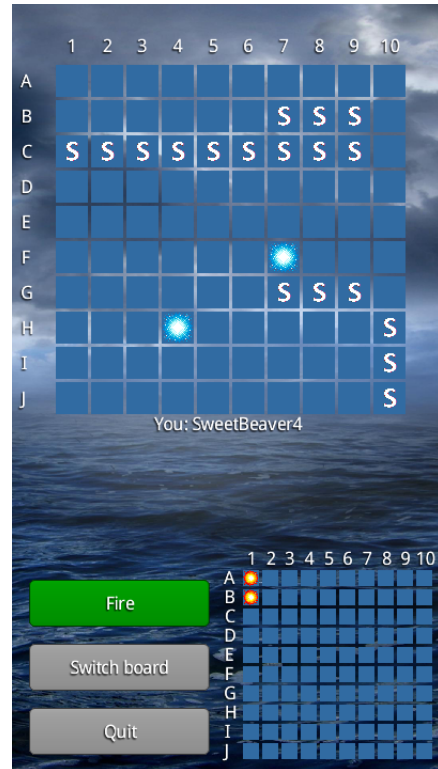 1 2 3 4 5 6 7 8 9 10
A
B S S S
C S S S S S S S S S
D
E
F
G S S S
H S
I S
J S
You: SweetBeaver4
1 2 3 4 5 6 7 8 9 10
A
B
C
D
E
F
G
H
I
J
Fire
Switch board
Quit